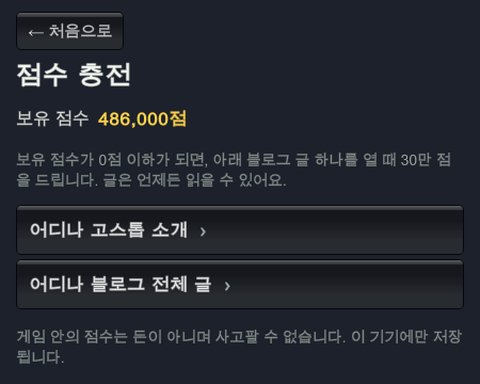 ← 처음으로
점수 충전
보유 점수 486,000점
보유 점수가 0점 이하가 되면, 아래 블로그 글 하나를 열 때 30만 점
을 드립니다. 글은 언제든 읽을 수 있어요.
어디나 고스톱 소개 ›
어디나 블로그 전체 글 ›
게임 안의 점수는 돈이 아니며 사고팔 수 없습니다. 이 기기에만 저장
됩니다.